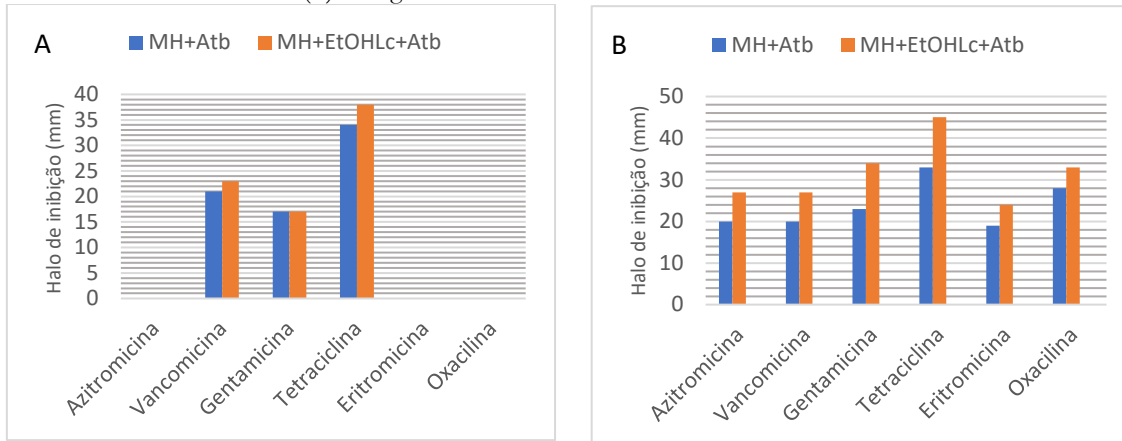 A
MH+Atb MH+EtOHLc+Atb
Halo de inibição (mm)
40
35
30
25
20
15
10
5
0
Azitromicina
Vancomicina
Gentamicina
Tetraciclina
Eritromicina
Oxacilina
B
MH+Atb MH+EtOHLc+Atb
Halo de inibição (mm)
50
40
30
20
10
0
Azitromicina
Vancomicina
Gentamicina
Tetraciclina
Eritromicina
Oxacilina